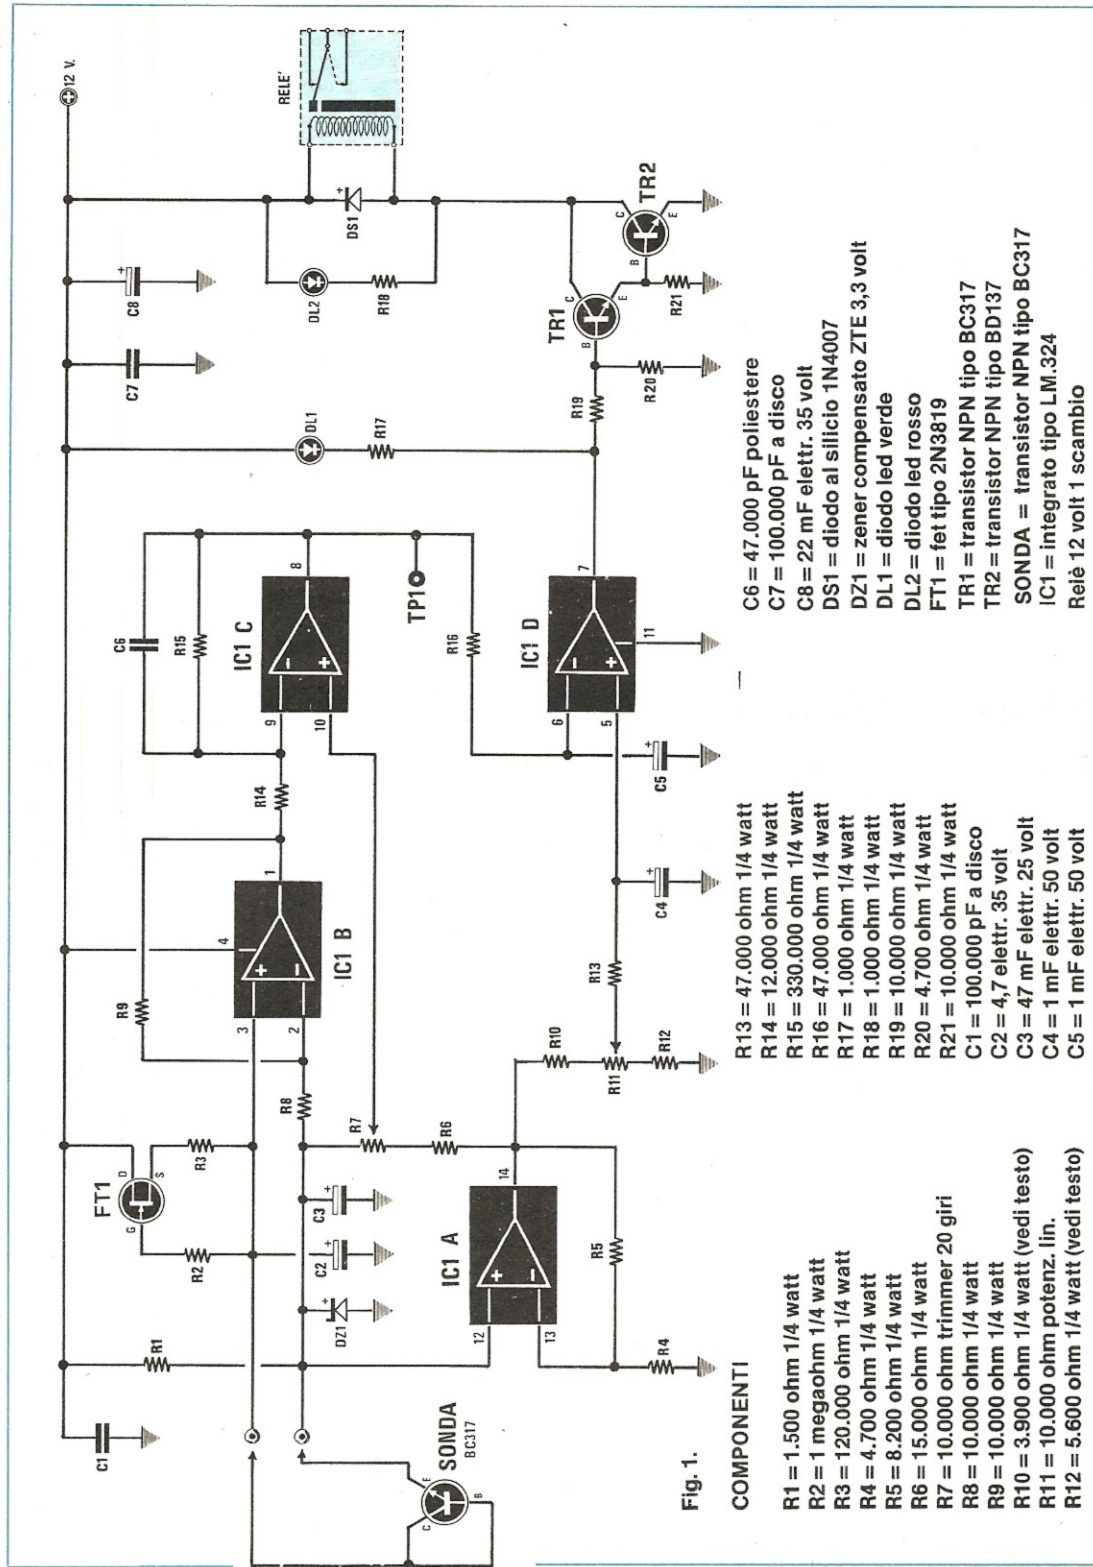 12 V.
C1
R1
FT1
D
G
S
R2
R3
R9
4
3
2
1
IC1 B
R8
R14
C6
R15
9
10
8
IC1 C
TP1
C7
C8
DL1
R17
DL2
R18
DS1
RELE'
SONDA
BC317
C
E
B
DZ1
C2
C3
R7
R6
12
13
14
IC1 A
R4
R5
R10
R11
R12
R13
C4
C5
R16
6
5
7
11
IC1 D
R19
R20
TR1
B
C
E
R21
TR2
B
C
E
Fig. 1.
COMPONENTI
R1 = 1.500 ohm 1/4 watt
R2 = 1 megaohm 1/4 watt
R3 = 120.000 ohm 1/4 watt
R4 = 4.700 ohm 1/4 watt
R5 = 8.200 ohm 1/4 watt
R6 = 15.000 ohm 1/4 watt
R7 = 10.000 ohm trimmer 20 giri
R8 = 10.000 ohm 1/4 watt
R9 = 10.000 ohm 1/4 watt
R10 = 3.900 ohm 1/4 watt (vedi testo)
R11 = 10.000 ohm potenz. lin.
R12 = 5.600 ohm 1/4 watt (vedi testo)
R13 = 47.000 ohm 1/4 watt
R14 = 12.000 ohm 1/4 watt
R15 = 330.000 ohm 1/4 watt
R16 = 47.000 ohm 1/4 watt
R17 = 1.000 ohm 1/4 watt
R18 = 1.000 ohm 1/4 watt
R19 = 10.000 ohm 1/4 watt
R20 = 4.700 ohm 1/4 watt
R21 = 10.000 ohm 1/4 watt
C1 = 100.000 pF a disco
C2 = 4,7 elettr. 35 volt
C3 = 47 mF elettr. 25 volt
C4 = 1 mF elettr. 50 volt
C5 = 1 mF elettr. 50 volt
C6 = 47.000 pF poliestere
C7 = 100.000 pF a disco
C8 = 22 mF elettr. 35 volt
DS1 = diodo al silicio 1N4007
DZ1 = zener compensato ZTE 3,3 volt
DL1 = diodo led verde
DL2 = diodo led rosso
FT1 = fet tipo 2N3819
TR1 = transistor NPN tipo BC317
TR2 = transistor NPN tipo BD137
SONDA = transistor NPN tipo BC317
IC1 = integrato tipo LM.324
Relè 12 volt 1 scambio